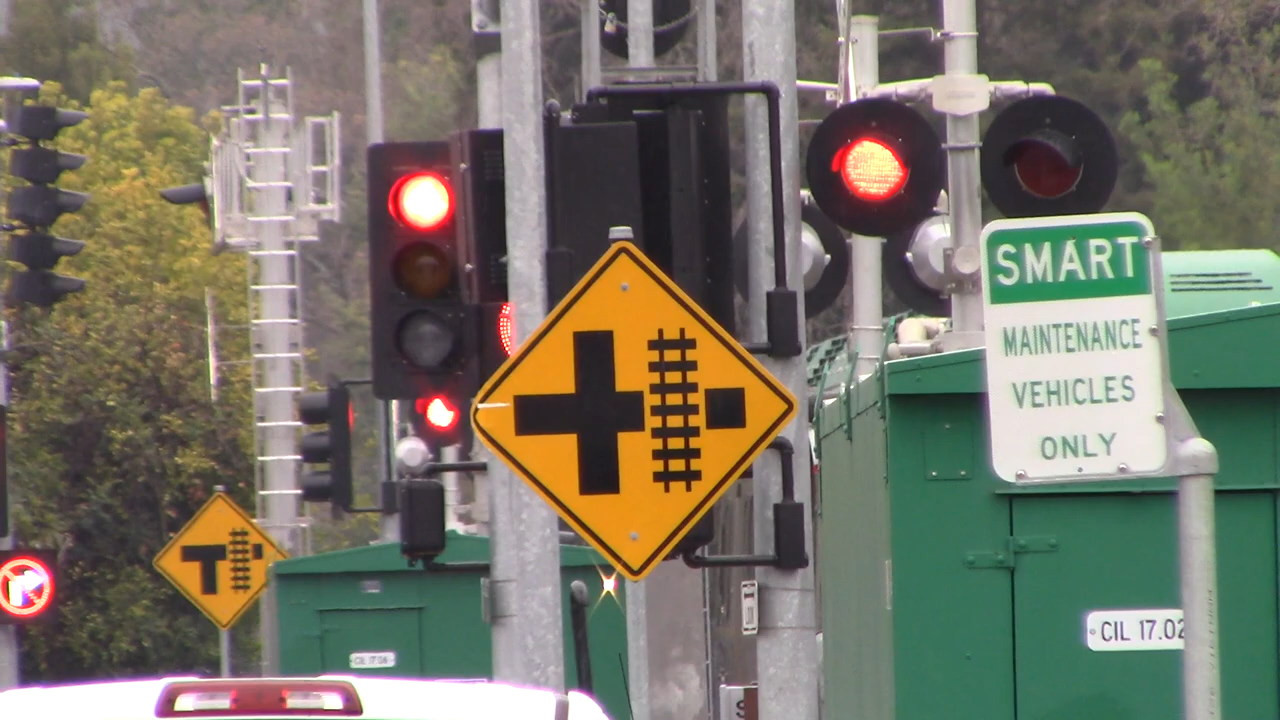 SMART
MAINTENANCE
VEHICLES
ONLY
CIL 17.02
CIL 17.06